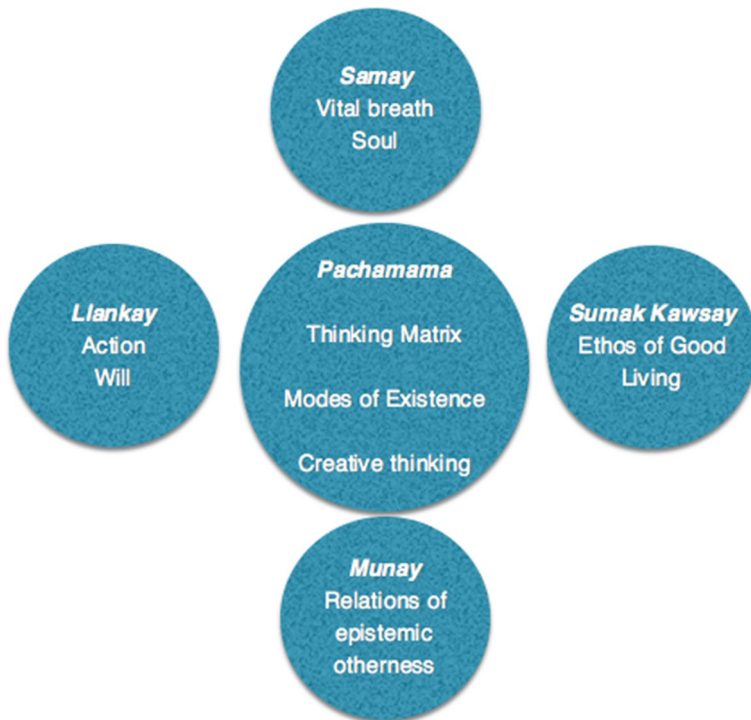 Samay
Vital breath
Soul
Llankay
Action
Will
Pachamama
Thinking Matrix
Modes of Existence
Creative thinking
Sumak Kawsay
Ethos of Good
Living
Munay
Relations of
epistemic
otherness